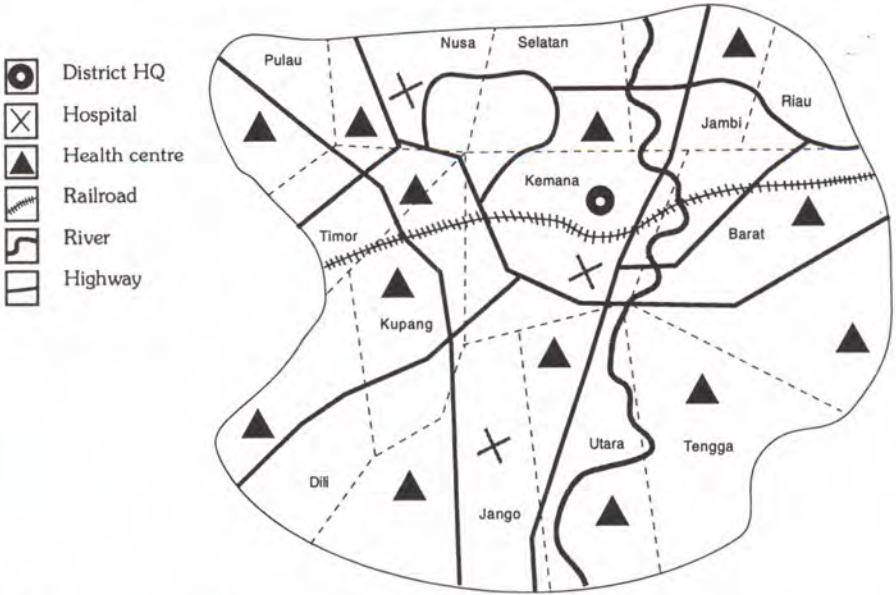 District HQ
Hospital
Health centre
Railroad
River
Highway
Pulau
Nusa
Selatan
Riau
Jambi
Kemana
Timor
Barat
Kupang
Utara
Tengga
Dili
Jango